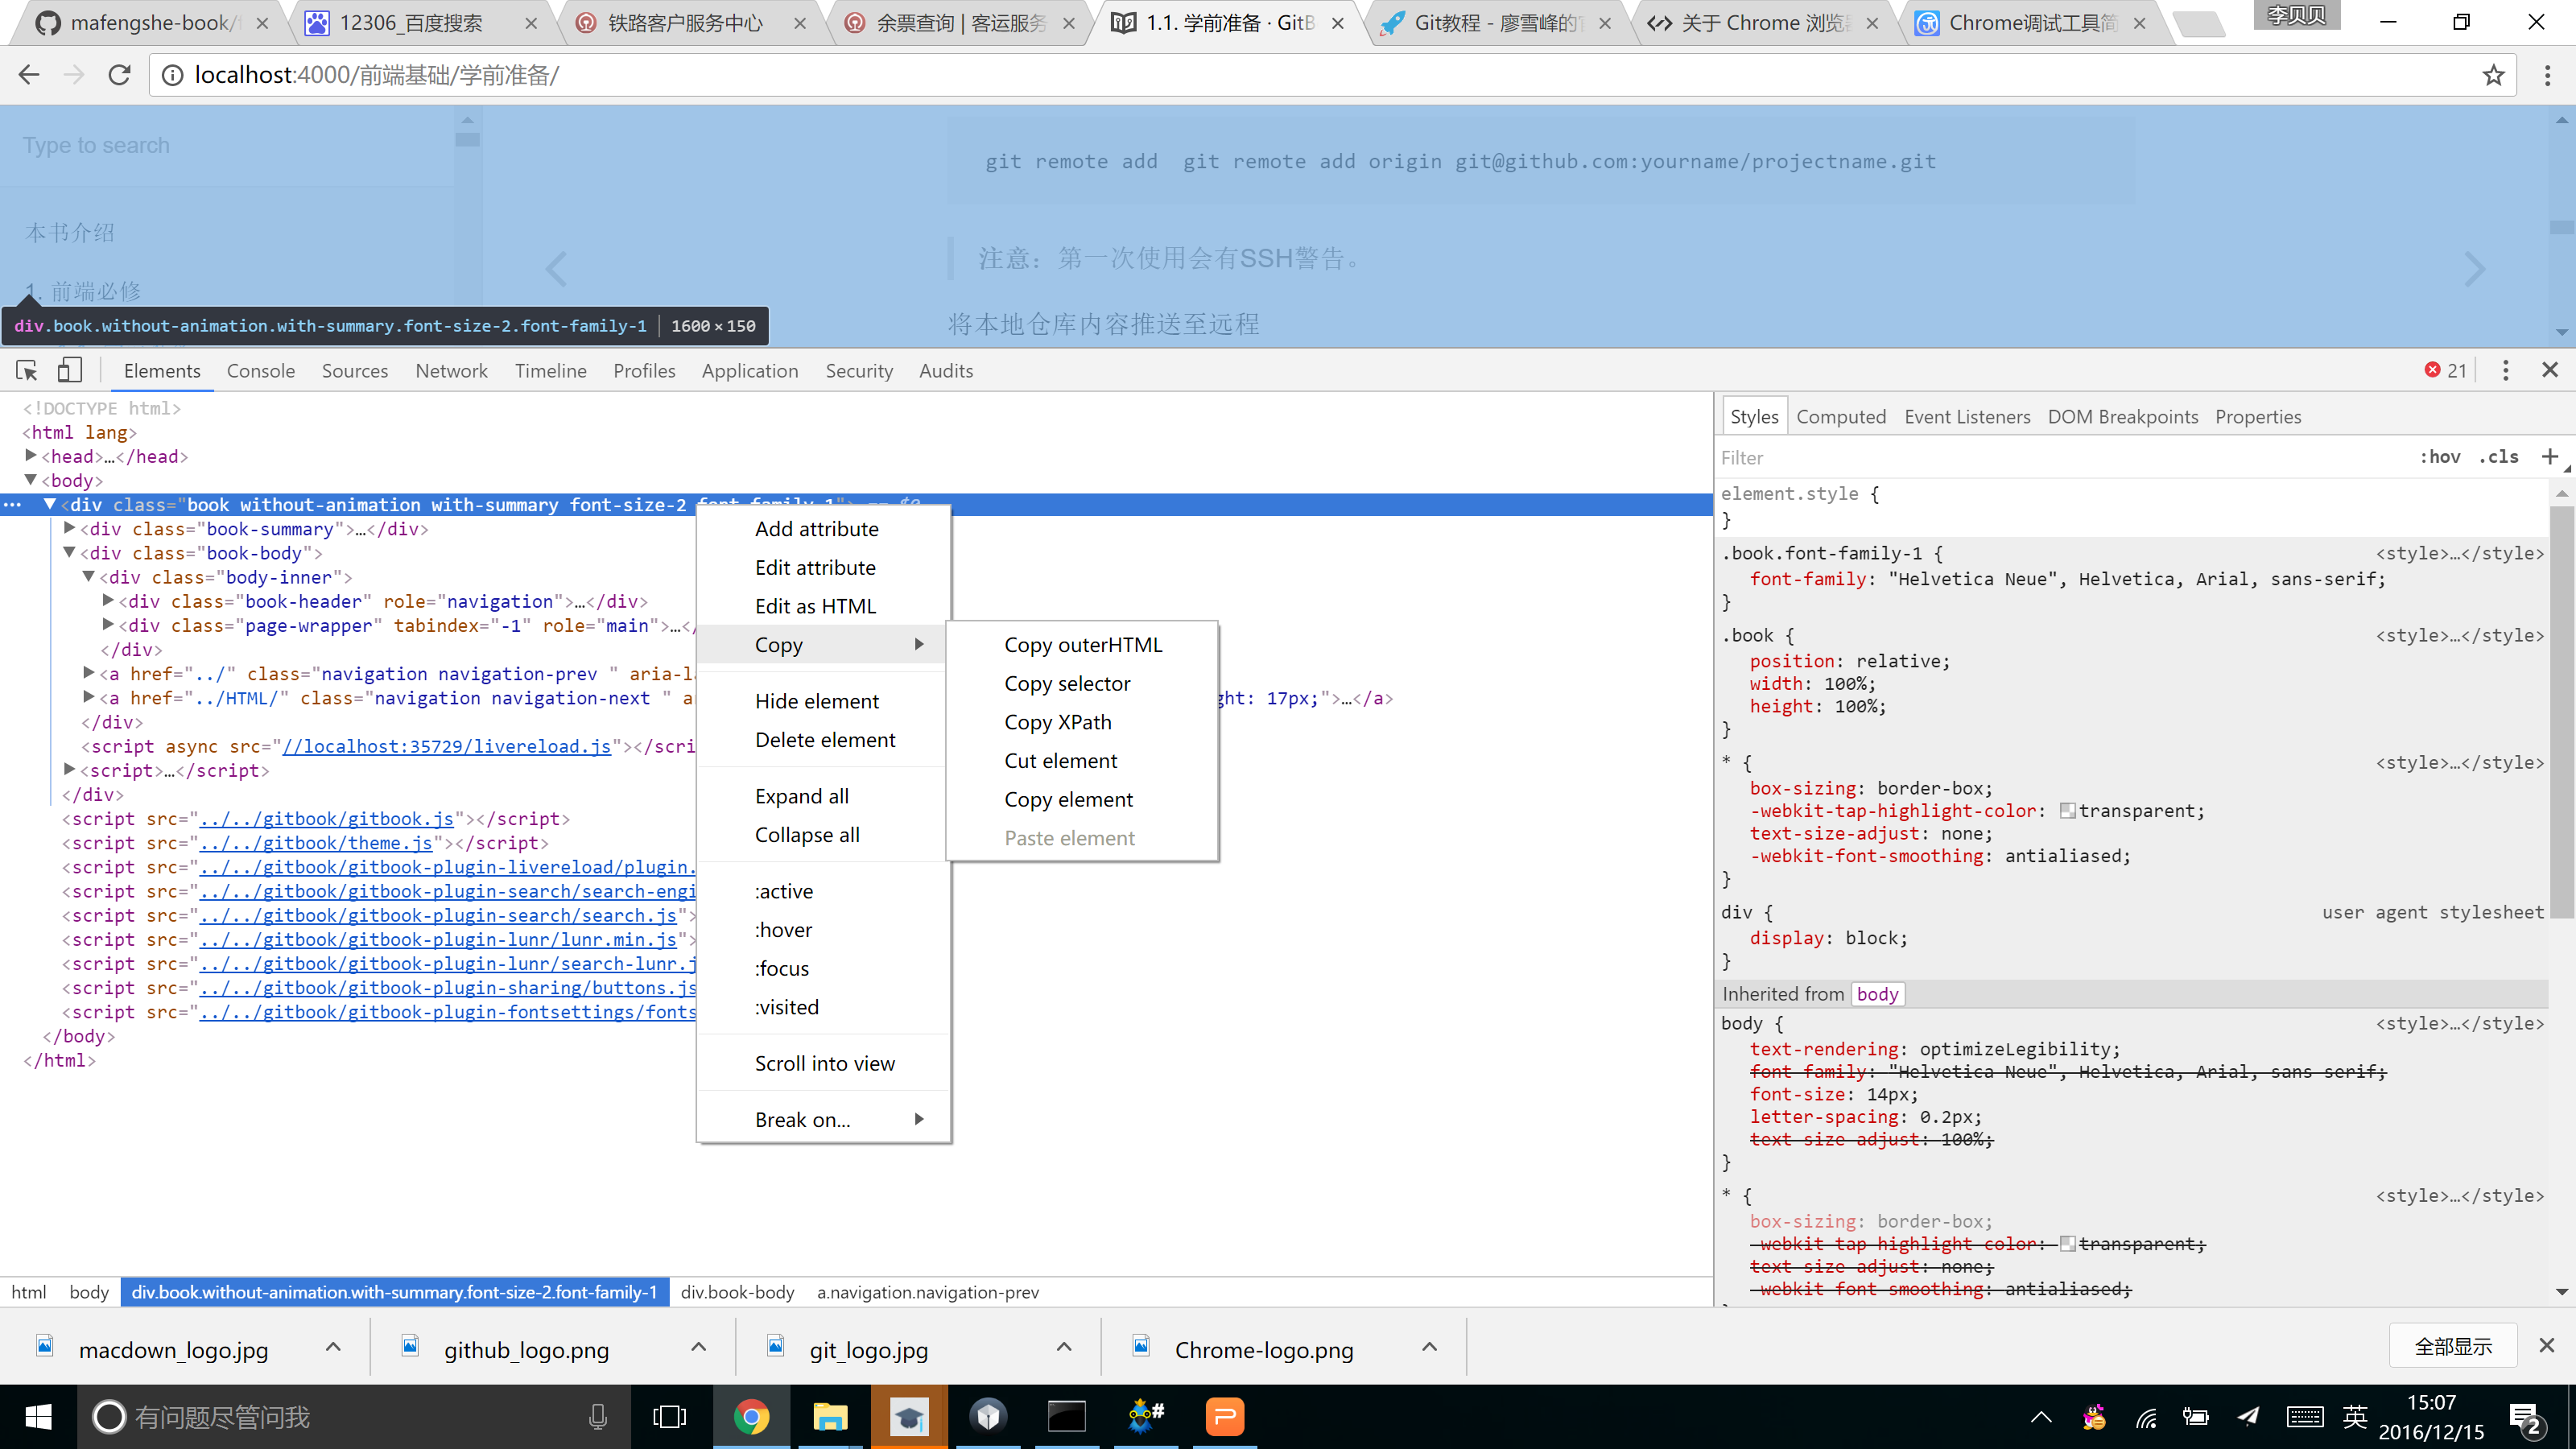 mafengshe-book/
12306_百度搜索
铁路客户服务中心
余票查询 | 客运服务
1.1. 学前准备 · GitB
Git教程 - 廖雪峰的
关于 Chrome 浏览
Chrome调试工具简
李贝贝
localhost:4000/前端基础/学前准备/
Type to search
本书介绍
1. 前端必修
git remote add  git remote add origin git@github.com:yourname/projectname.git
注意：第一次使用会有SSH警告。
将本地仓库内容推送至远程
div.book.without-animation.with-summary.font-size-2.font-family-1 | 1600 × 150
Elements Console Sources Network Timeline Profiles Application Security Audits 21
<!DOCTYPE html>
<html lang>
<head>…</head>
<body>
<div class="book without-animation with-summary font-size-2 font-family-1"> == $0
<div class="book-summary">…</div>
<div class="book-body">
<div class="body-inner">
<div class="book-header" role="navigation">…</div>
<div class="page-wrapper" tabindex="-1" role="main">…</
</div>
<a href="../" class="navigation navigation-prev " aria-la
<a href="../HTML/" class="navigation navigation-next " a
ght: 17px;">…</a>
</div>
<script async src="//localhost:35729/livereload.js"></scri
<script>…</script>
</div>
<script src="../../gitbook/gitbook.js"></script>
<script src="../../gitbook/theme.js"></script>
<script src="../../gitbook/gitbook-plugin-livereload/plugin.
<script src="../../gitbook/gitbook-plugin-search/search-engi
<script src="../../gitbook/gitbook-plugin-search/search.js">
<script src="../../gitbook/gitbook-plugin-lunr/lunr.min.js">
<script src="../../gitbook/gitbook-plugin-lunr/search-lunr.j
<script src="../../gitbook/gitbook-plugin-sharing/buttons.js
<script src="../../gitbook/gitbook-plugin-fontsettings/fonts
</body>
</html>
Add attribute
Edit attribute
Edit as HTML
Copy
Hide element
Delete element
Expand all
Collapse all
:active
:hover
:focus
:visited
Scroll into view
Break on...
Copy outerHTML
Copy selector
Copy XPath
Cut element
Copy element
Paste element
Styles Computed Event Listeners DOM Breakpoints Properties
Filter :hov .cls +
element.style {
}
.book.font-family-1 { <style>…</style>
font-family: "Helvetica Neue", Helvetica, Arial, sans-serif;
}
.book { <style>…</style>
position: relative;
width: 100%;
height: 100%;
}
* { <style>…</style>
box-sizing: border-box;
-webkit-tap-highlight-color: transparent;
text-size-adjust: none;
-webkit-font-smoothing: antialiased;
}
div { user agent stylesheet
display: block;
}
Inherited from body
body { <style>…</style>
text-rendering: optimizeLegibility;
font-family: "Helvetica Neue", Helvetica, Arial, sans-serif;
font-size: 14px;
letter-spacing: 0.2px;
text-size-adjust: 100%;
}
* { <style>…</style>
box-sizing: border-box;
-webkit-tap-highlight-color: transparent;
text-size-adjust: none;
-webkit-font-smoothing: antialiased;
html body div.book.without-animation.with-summary.font-size-2.font-family-1 div.book-body a.navigation.navigation-prev
macdown_logo.jpg
github_logo.png
git_logo.jpg
Chrome-logo.png
全部显示
有问题尽管问我
英
15:07
2016/12/15
2